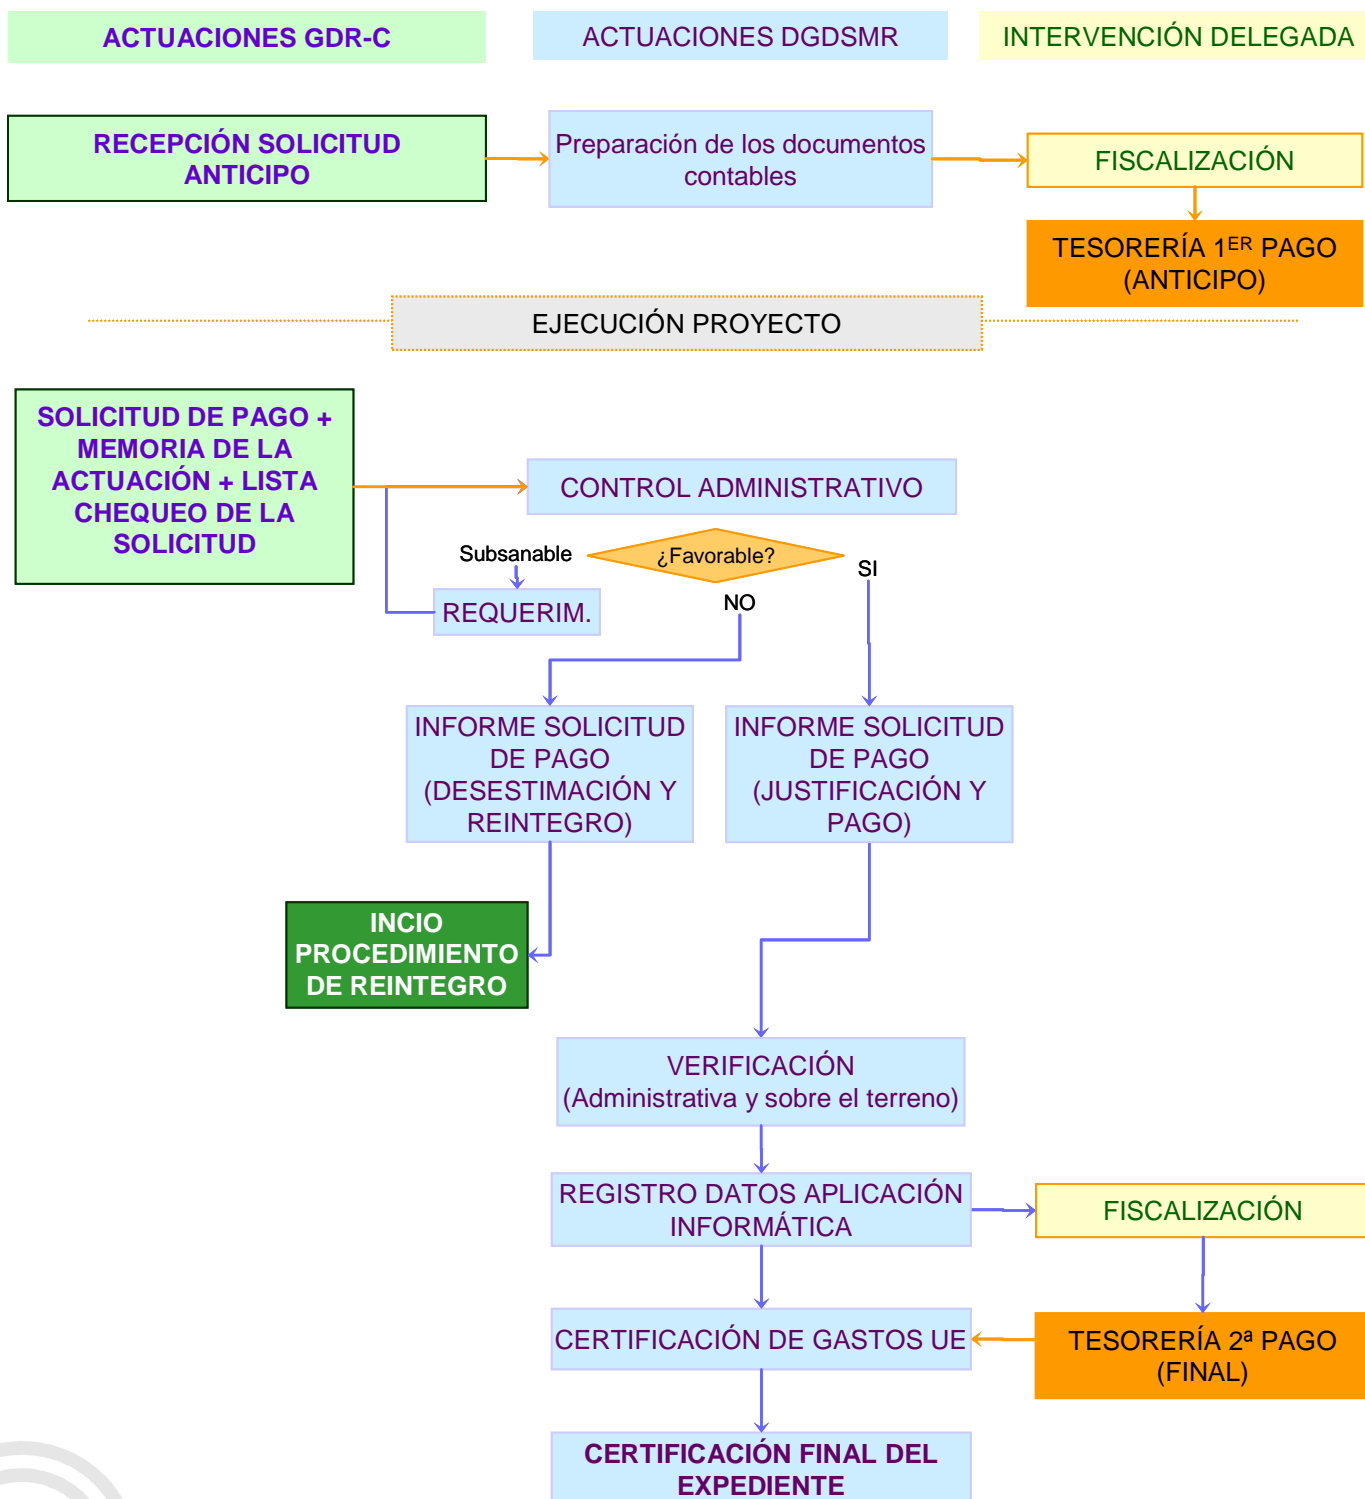 ACTUACIONES GDR-C
ACTUACIONES DGDSMR
INTERVENCIÓN DELEGADA
RECEPCIÓN SOLICITUD
ANTICIPO
Preparación de los documentos
contables
FISCALIZACIÓN
TESORERÍA 1ER PAGO
(ANTICIPO)
EJECUCIÓN PROYECTO
SOLICITUD DE PAGO +
MEMORIA DE LA
ACTUACIÓN + LISTA
CHEQUEO DE LA
SOLICITUD
CONTROL ADMINISTRATIVO
Subsanable
¿Favorable?
SI
NO
REQUERIM.
INFORME SOLICITUD
DE PAGO
(DESESTIMACIÓN Y
REINTEGRO)
INFORME SOLICITUD
DE PAGO
(JUSTIFICACIÓN Y
PAGO)
INCIO
PROCEDIMIENTO
DE REINTEGRO
VERIFICACIÓN
(Administrativa y sobre el terreno)
REGISTRO DATOS APLICACIÓN
INFORMÁTICA
FISCALIZACIÓN
CERTIFICACIÓN DE GASTOS UE
TESORERÍA 2ª PAGO
(FINAL)
CERTIFICACIÓN FINAL DEL
EXPEDIENTE